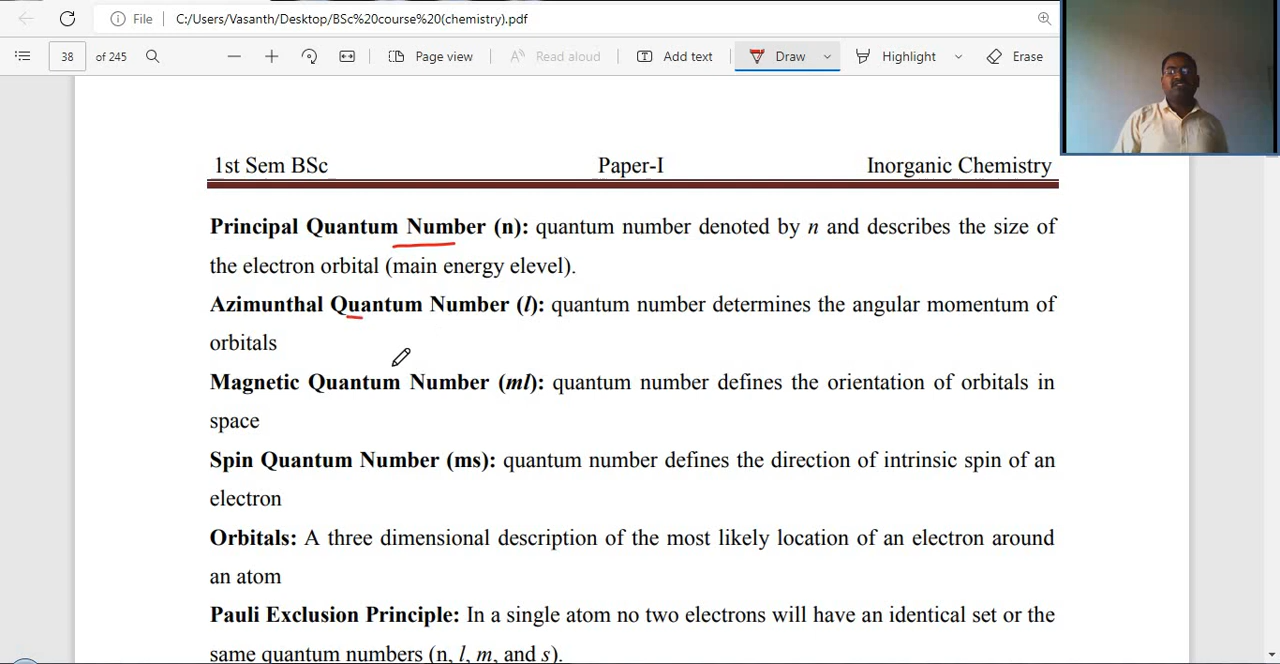 File C:/Users/Vasanth/Desktop/BSc%20course%20(chemistry).pdf
38 of 245 Page view Read aloud Add text Draw Highlight Erase
1st Sem BSc Paper-I Inorganic Chemistry
Principal Quantum Number (n): quantum number denoted by n and describes the size of
the electron orbital (main energy elevel).
Azimunthal Quantum Number (l): quantum number determines the angular momentum of
orbitals
Magnetic Quantum Number (ml): quantum number defines the orientation of orbitals in
space
Spin Quantum Number (ms): quantum number defines the direction of intrinsic spin of an
electron
Orbitals: A three dimensional description of the most likely location of an electron around
an atom
Pauli Exclusion Principle: In a single atom no two electrons will have an identical set or the
same quantum numbers (n, l, m, and s).